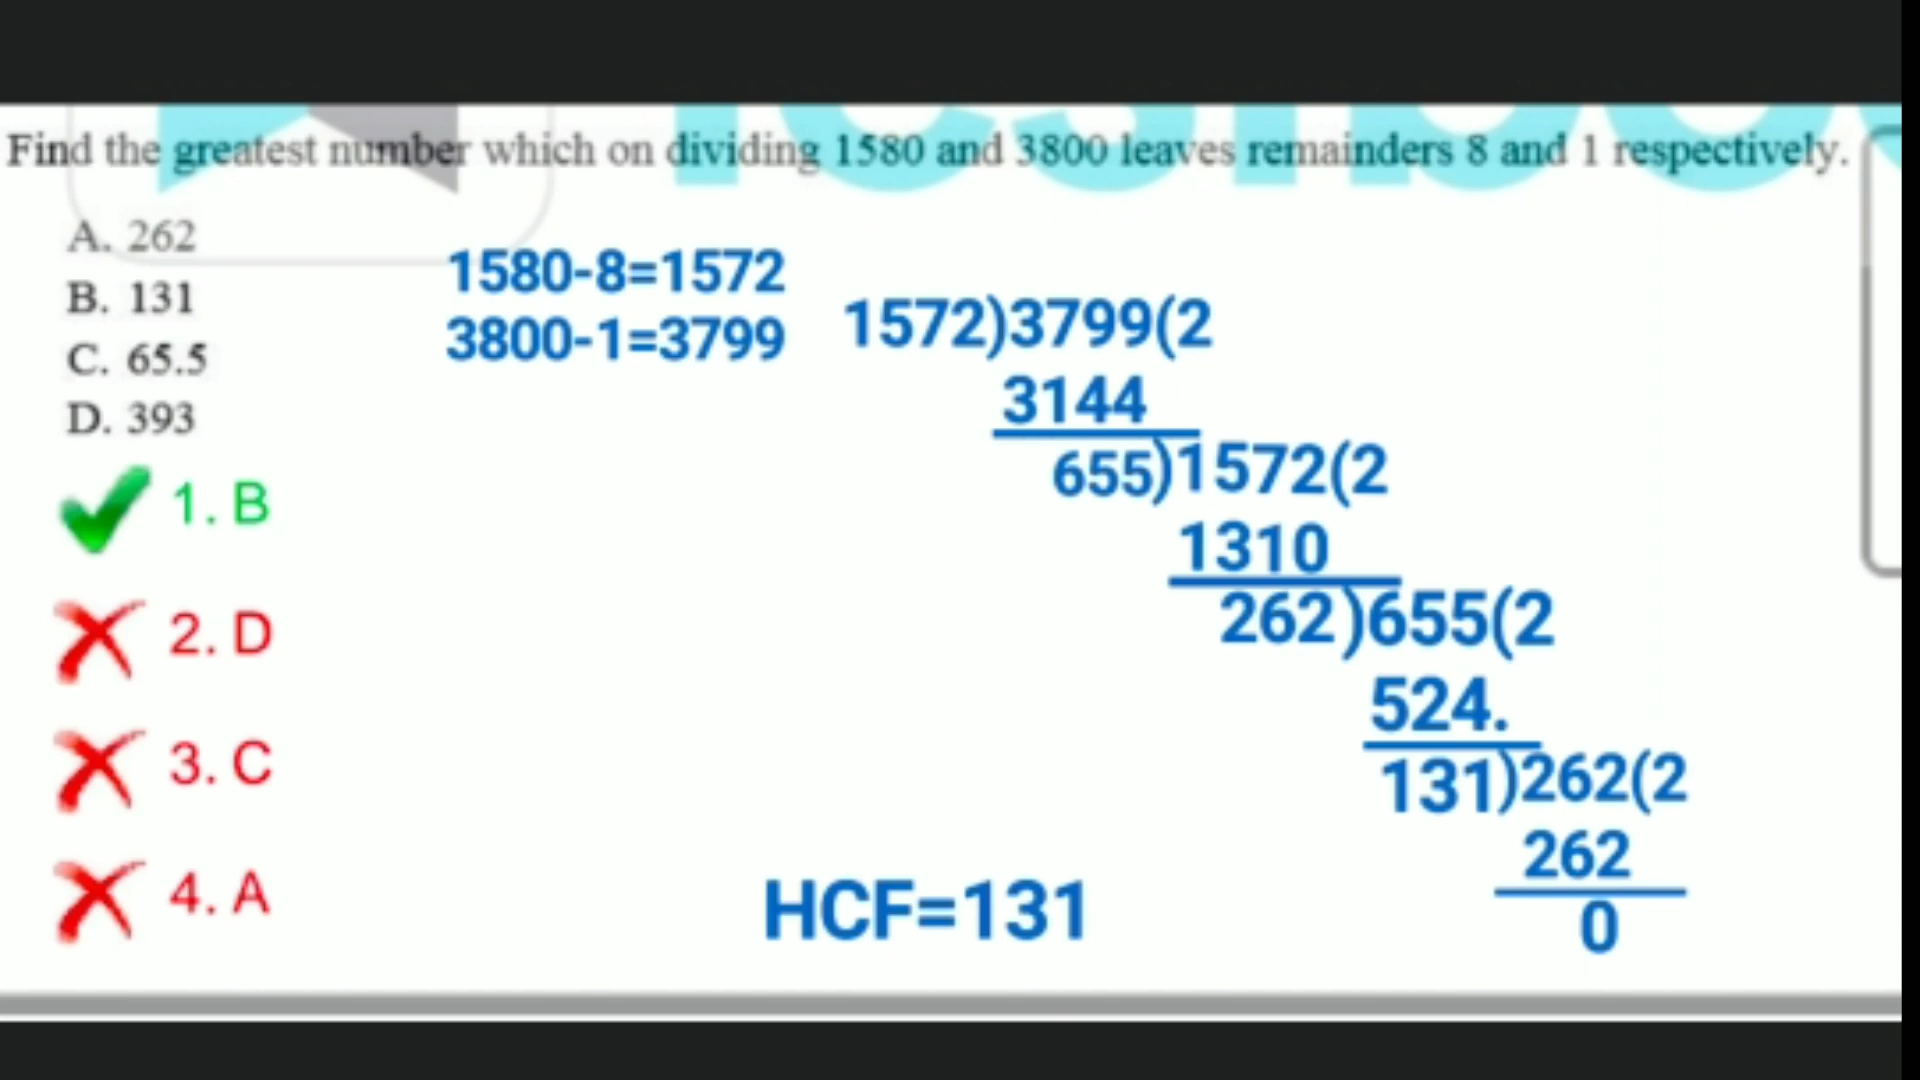 Find the greatest number which on dividing 1580 and 3800 leaves remainders 8 and 1 respectively.
A. 262
B. 131
C. 65.5
D. 393
1. B
2. D
3. C
4. A
1580-8=1572
3800-1=3799
1572)3799(2
3144
655)1572(2
1310
262)655(2
524.
131)262(2
262
0
HCF=131